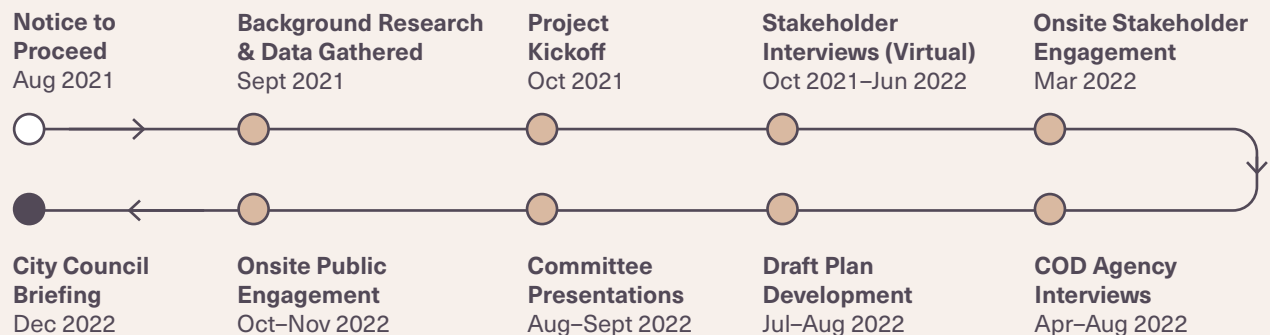 Notice to
Proceed
Aug 2021
Background Research
& Data Gathered
Sept 2021
Project
Kickoff
Oct 2021
Stakeholder
Interviews (Virtual)
Oct 2021–Jun 2022
Onsite Stakeholder
Engagement
Mar 2022
COD Agency
Interviews
Apr–Aug 2022
Draft Plan
Development
Jul–Aug 2022
Committee
Presentations
Aug–Sept 2022
Onsite Public
Engagement
Oct–Nov 2022
City Council
Briefing
Dec 2022